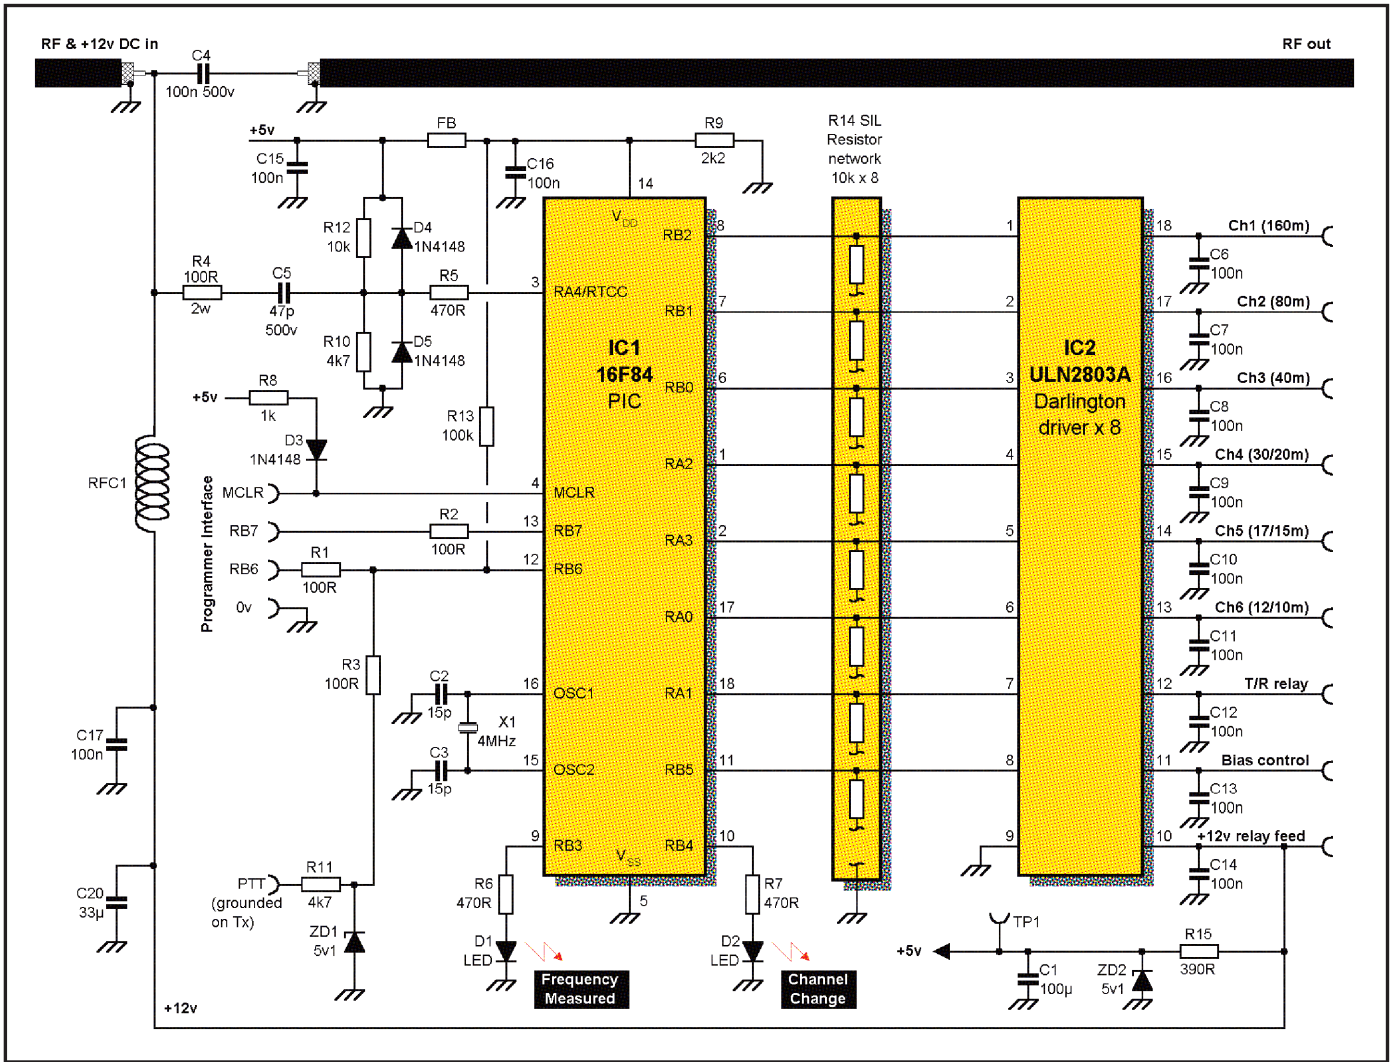 RF & +12v DC in
RF out
C4
100n 500v
+5v
FB
R9
2k2
C15
100n
C16
100n
R14 SIL
Resistor
network
10k x 8
14
V DD
R12
10k
D4
1N4148
R4
100R
2w
C5
47p
500v
R5
470R
3
RA4/RTCC
R10
4k7
D5
1N4148
R8
+5v
1k
D3
1N4148
R13
100k
RFC1
Programmer Interface
MCLR
4
MCLR
RB7
R2
100R
13
RB7
RB6
R1
100R
12
RB6
0v
R3
100R
C2
15p
16
OSC1
X1
4MHz
C3
15p
15
OSC2
C17
100n
C20
33µ
PTT
(grounded
on Tx)
R11
4k7
ZD1
5v1
9
RB3
R6
470R
D1
LED
Frequency
Measured
V SS
5
IC1
16F84
PIC
RB2
8
RB1
7
RB0
6
RA2
1
RA3
2
RA0
17
RA1
18
RB5
11
RB4
10
R7
470R
D2
LED
Channel
Change
1
2
3
4
5
6
7
8
9
IC2
ULN2803A
Darlington
driver x 8
18
Ch1 (160m)
C6
100n
17
Ch2 (80m)
C7
100n
16
Ch3 (40m)
C8
100n
15
Ch4 (30/20m)
C9
100n
14
Ch5 (17/15m)
C10
100n
13
Ch6 (12/10m)
C11
100n
12
T/R relay
C12
100n
11
Bias control
C13
100n
10
+12v relay feed
C14
100n
TP1
+5v
C1
100µ
ZD2
5v1
R15
390R
+12v